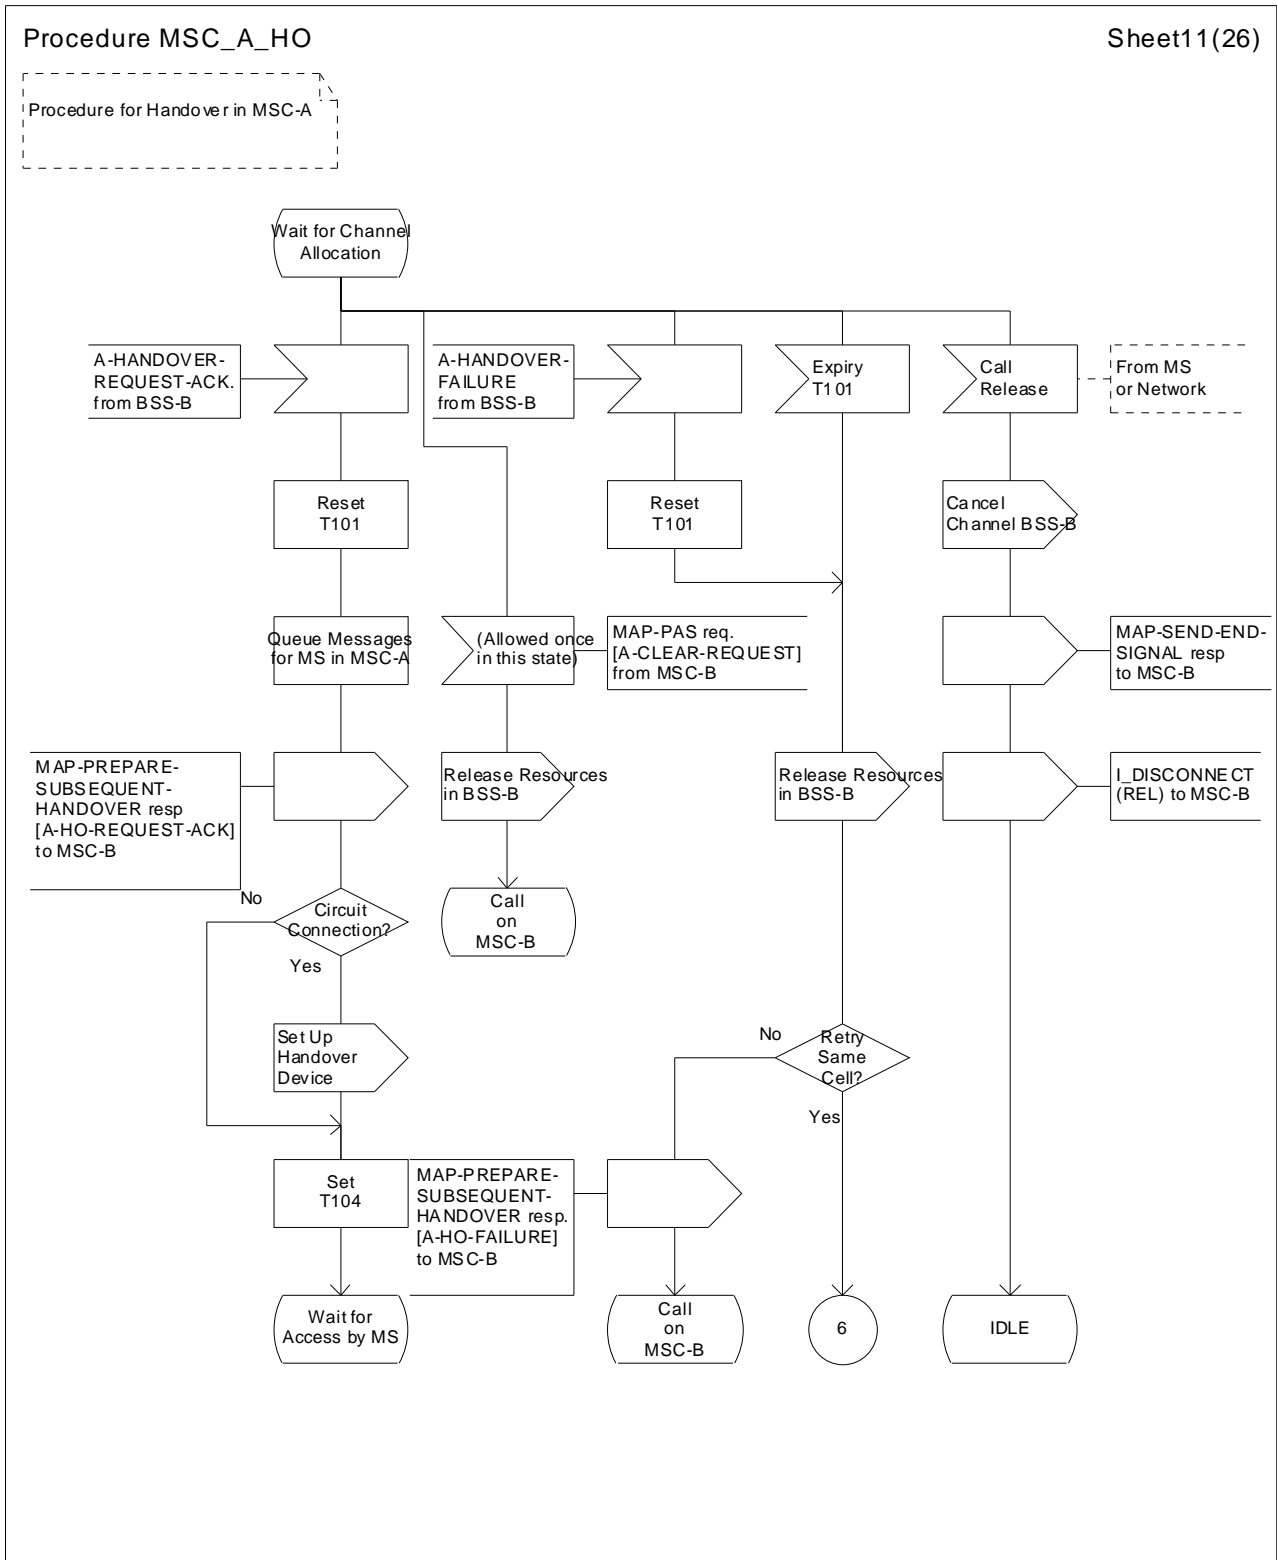 Procedure MSC_A_HO
Sheet11(26)
Procedure for Handover in MSC-A
Wait for Channel
Allocation
A-HANDOVER-
REQUEST-ACK.
from BSS-B
A-HANDOVER-
FAILURE
from BSS-B
Expiry
T101
Call
Release
From MS
or Network
Reset
T101
Reset
T101
Cancel
Channel BSS-B
Queue Messages
for MS in MSC-A
(Allowed once
in this state)
MAP-PAS req.
[A-CLEAR-REQUEST]
from MSC-B
MAP-SEND-END-
SIGNAL resp
to MSC-B
MAP-PREPARE-
SUBSEQUENT-
HANDOVER resp
[A-HO-REQUEST-ACK]
to MSC-B
Release Resources
in BSS-B
Release Resources
in BSS-B
I_DISCONNECT
(REL) to MSC-B
No
Circuit
Connection?
Yes
Call
on
MSC-B
Set Up
Handover
Device
No
Retry
Same
Cell?
Yes
Set
T104
MAP-PREPARE-
SUBSEQUENT-
HANDOVER resp.
[A-HO-FAILURE]
to MSC-B
Wait for
Access by MS
Call
on
MSC-B
6
IDLE